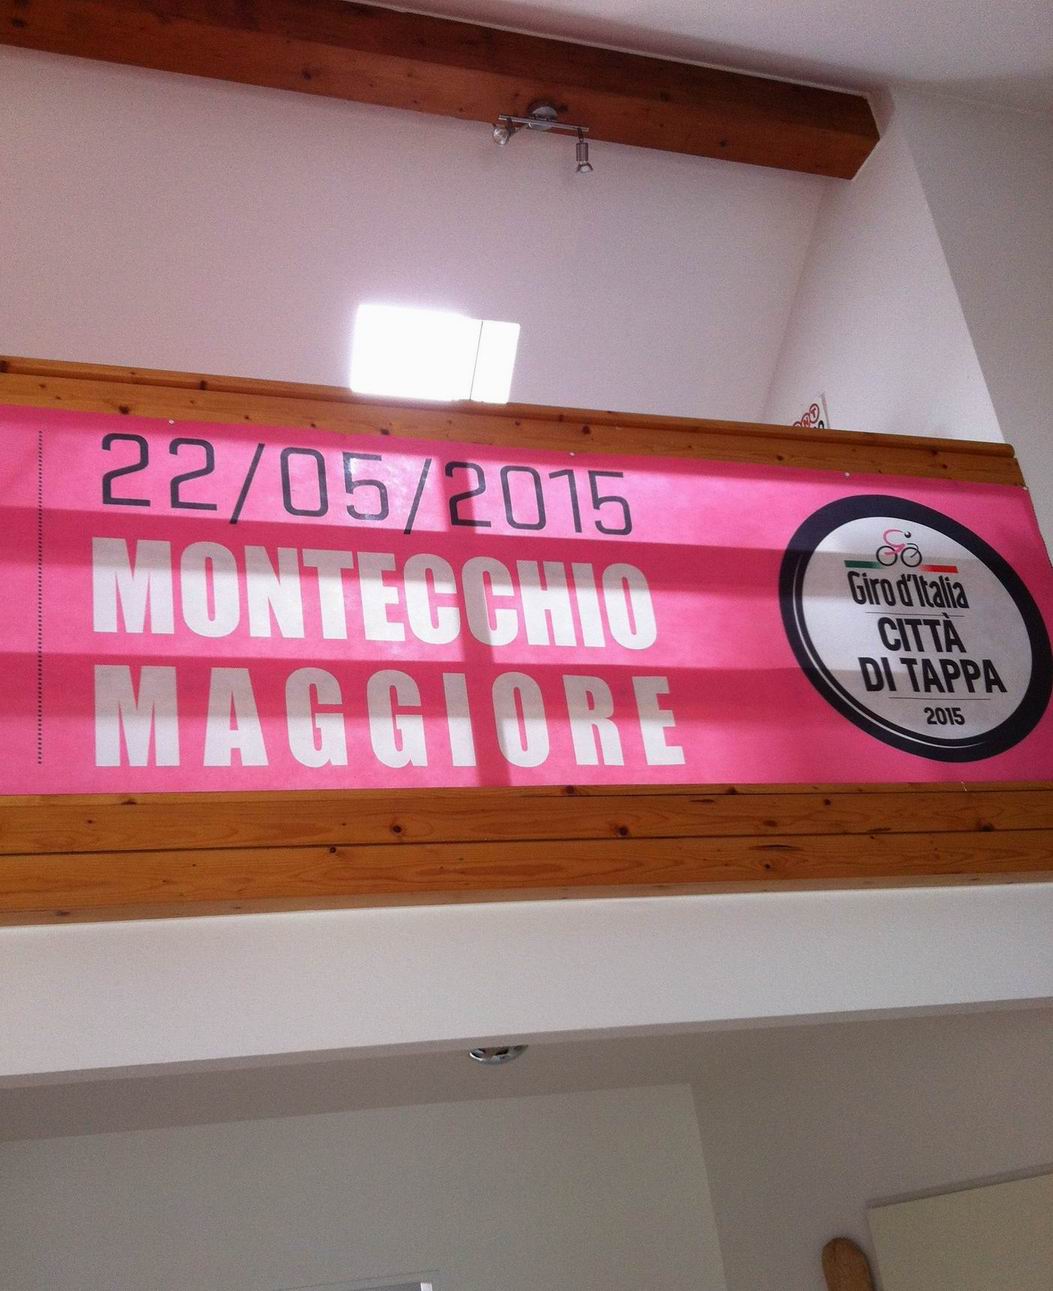 22/05/2015
MONTECCHIO
MAGGIORE
Giro d'Italia
CITTÀ
DI TAPPA
2015